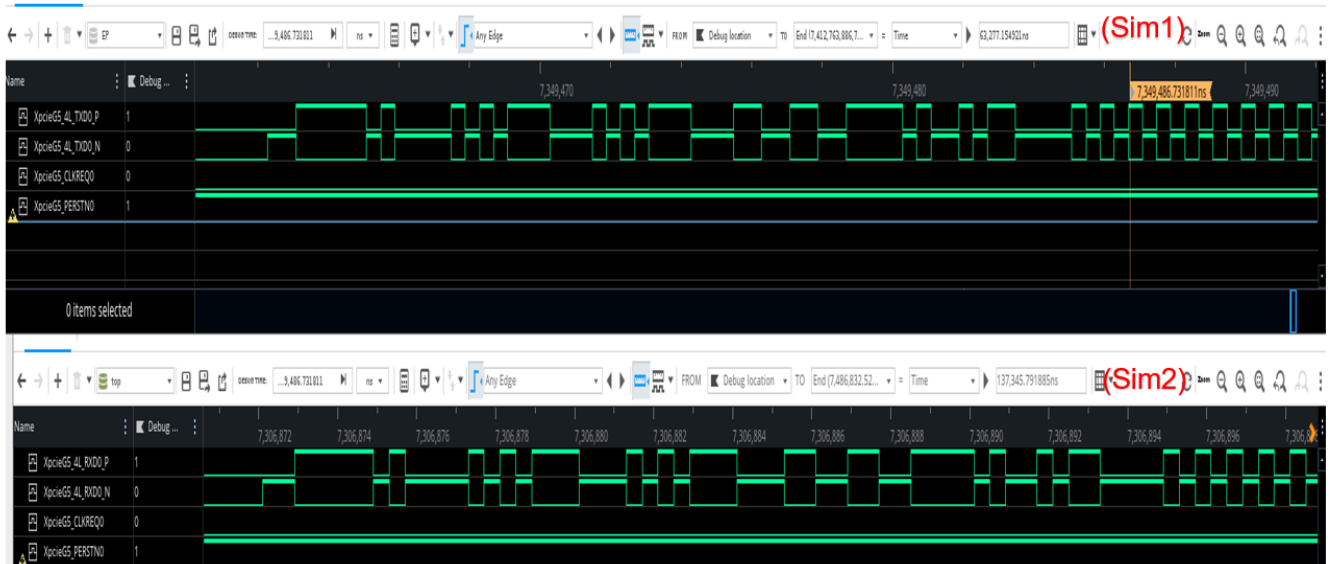 EP DEBUG TIME: ...9,486.731811 ns Any Edge FROM Debug location TO End (7,412,763,886,7... = Time 63,277.154921ns (Sim1)
Name Debug ... 7,349,470 7,349,480 7,349,486.731811ns 7,349,490
XpcieG5_4L_TXD0_P 1
XpcieG5_4L_TXD0_N 0
XpcieG5_CLKREQ0 0
XpcieG5_PERSTN0 1
0 items selected
top DEBUG TIME: ...9,486.731811 ns Any Edge FROM Debug location TO End (7,486,832.52... = Time 137,345.791885ns (Sim2)
Name Debug ... 7,306,872 7,306,874 7,306,876 7,306,878 7,306,880 7,306,882 7,306,884 7,306,886 7,306,888 7,306,890 7,306,892 7,306,894 7,306,896
XpcieG5_4L_RXD0_P 1
XpcieG5_4L_RXD0_N 0
XpcieG5_CLKREQ0 0
XpcieG5_PERSTN0 1